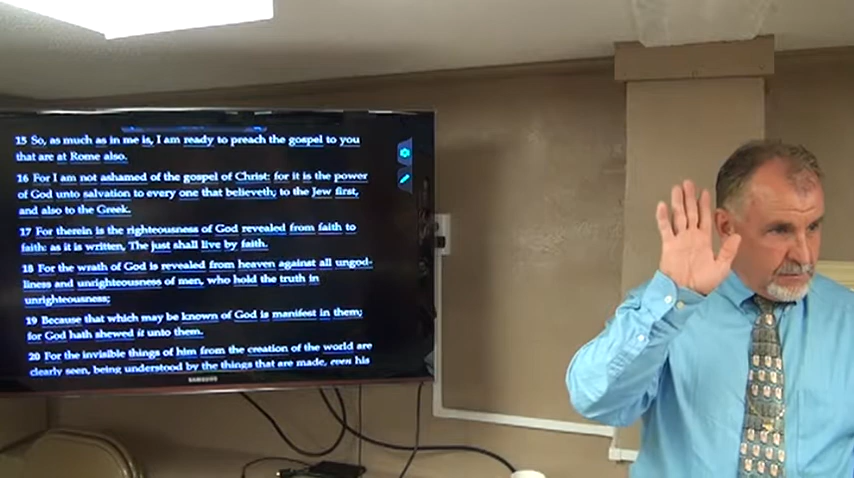 15 So, as much as in me is, I am ready to preach the gospel to you
that are at Rome also.
16 For I am not ashamed of the gospel of Christ: for it is the power
of God unto salvation to every one that believeth; to the Jew first,
and also to the Greek.
17 For therein is the righteousness of God revealed from faith to
faith: as it is written, The just shall live by faith.
18 For the wrath of God is revealed from heaven against all ungod-
liness and unrighteousness of men, who hold the truth in
unrighteousness;
19 Because that which may be known of God is manifest in them;
for God hath shewed it unto them.
20 For the invisible things of him from the creation of the world are
clearly seen, being understood by the things that are made, even his
SAMSUNG